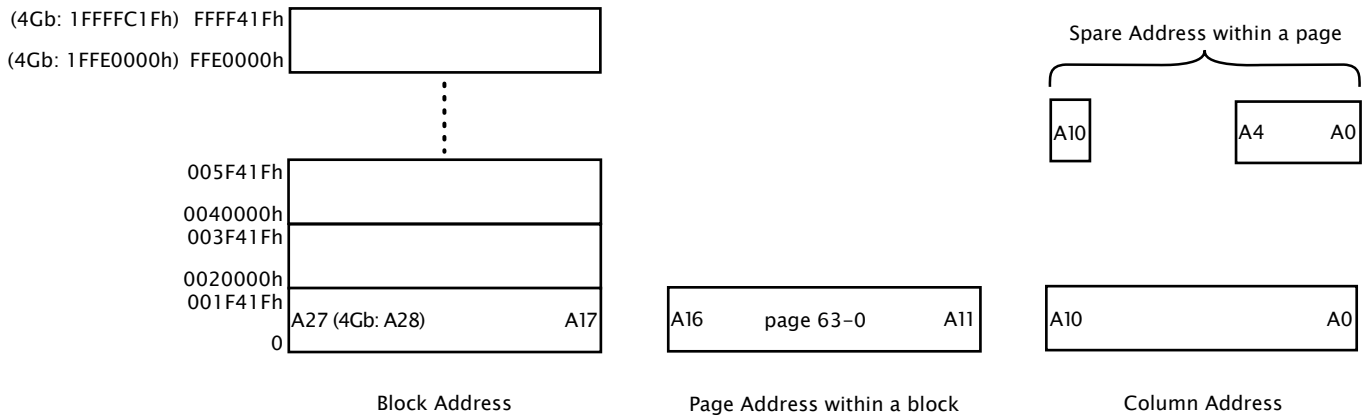 (4Gb: 1FFFFC1Fh) FFFF41Fh
(4Gb: 1FFE0000h) FFE0000h
Spare Address within a page
A10
A4 A0
005F41Fh
0040000h
003F41Fh
0020000h
001F41Fh
A27 (4Gb: A28) A17
0
A16 page 63-0 A11
A10 A0
Block Address
Page Address within a block
Column Address